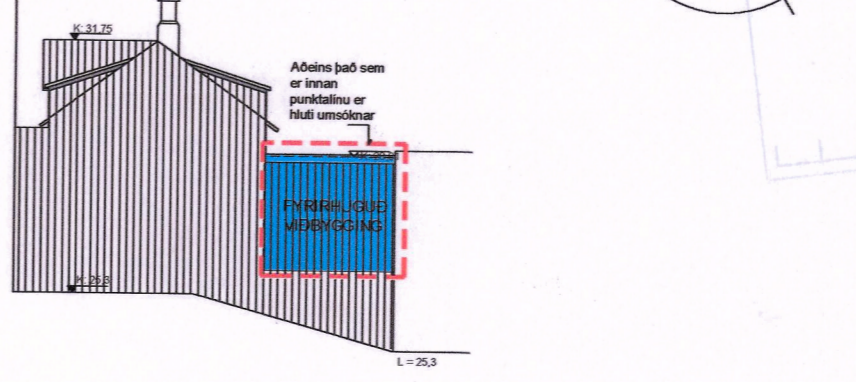 K: 31,75
Aðeins það sem
er innan
punktalínu er
hluti umsóknar
FYRIRHUGUÐ
VIÐBYGGING
K: 25,3
L = 25,3